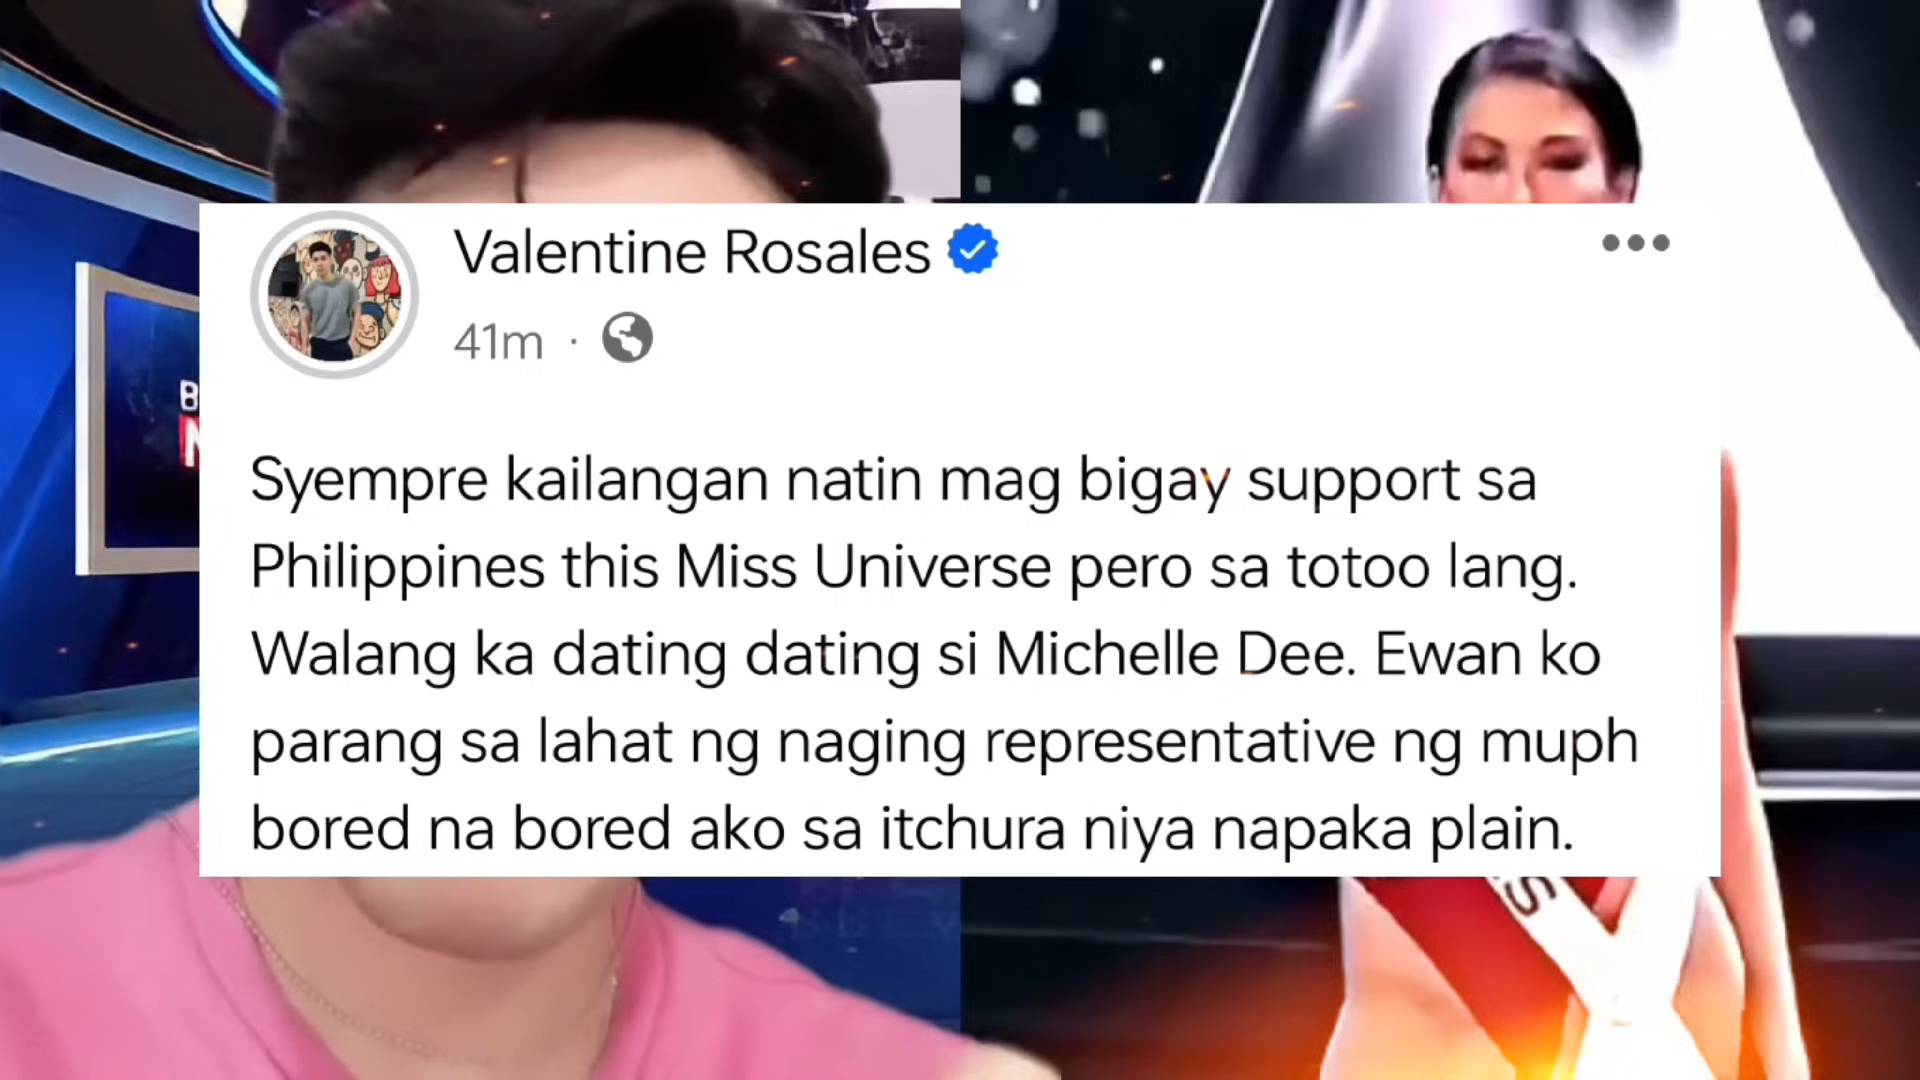 Valentine Rosales
41m ·
Syempre kailangan natin mag bigay support sa
Philippines this Miss Universe pero sa totoo lang.
Walang ka dating dating si Michelle Dee. Ewan ko
parang sa lahat ng naging representative ng muph
bored na bored ako sa itchura niya napaka plain.